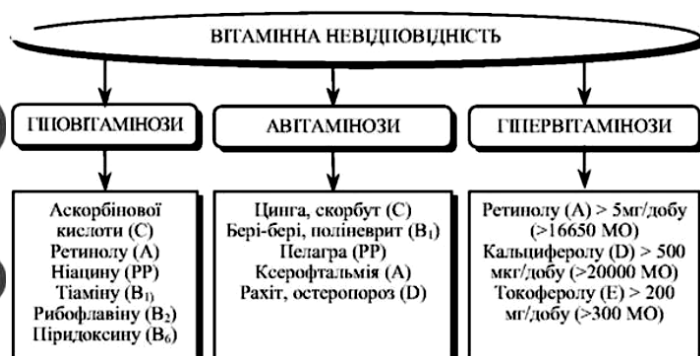 ВІТАМІННА НЕВІДПОВІДНІСТЬ
ГІПОВІТАМІНОЗИ
АВІТАМІНОЗИ
ГІПЕРВІТАМІНОЗИ
Аскорбінової
кислоти (С)
Ретинолу (А)
Ніацину (РР)
Тіаміну (В₁)
Рибофлавіну (В₂)
Піридоксину (В₆)
Цинга, скорбут (С)
Бері-бері, поліневрит (В₁)
Пелагра (РР)
Ксерофтальмія (А)
Рахіт, остеопороз (D)
Ретинолу (А) > 5мг/добу
(>16650 МО)
Кальциферолу (D) > 500
мкг/добу (>20000 МО)
Токоферолу (Е) > 200
мг/добу (>300 МО)